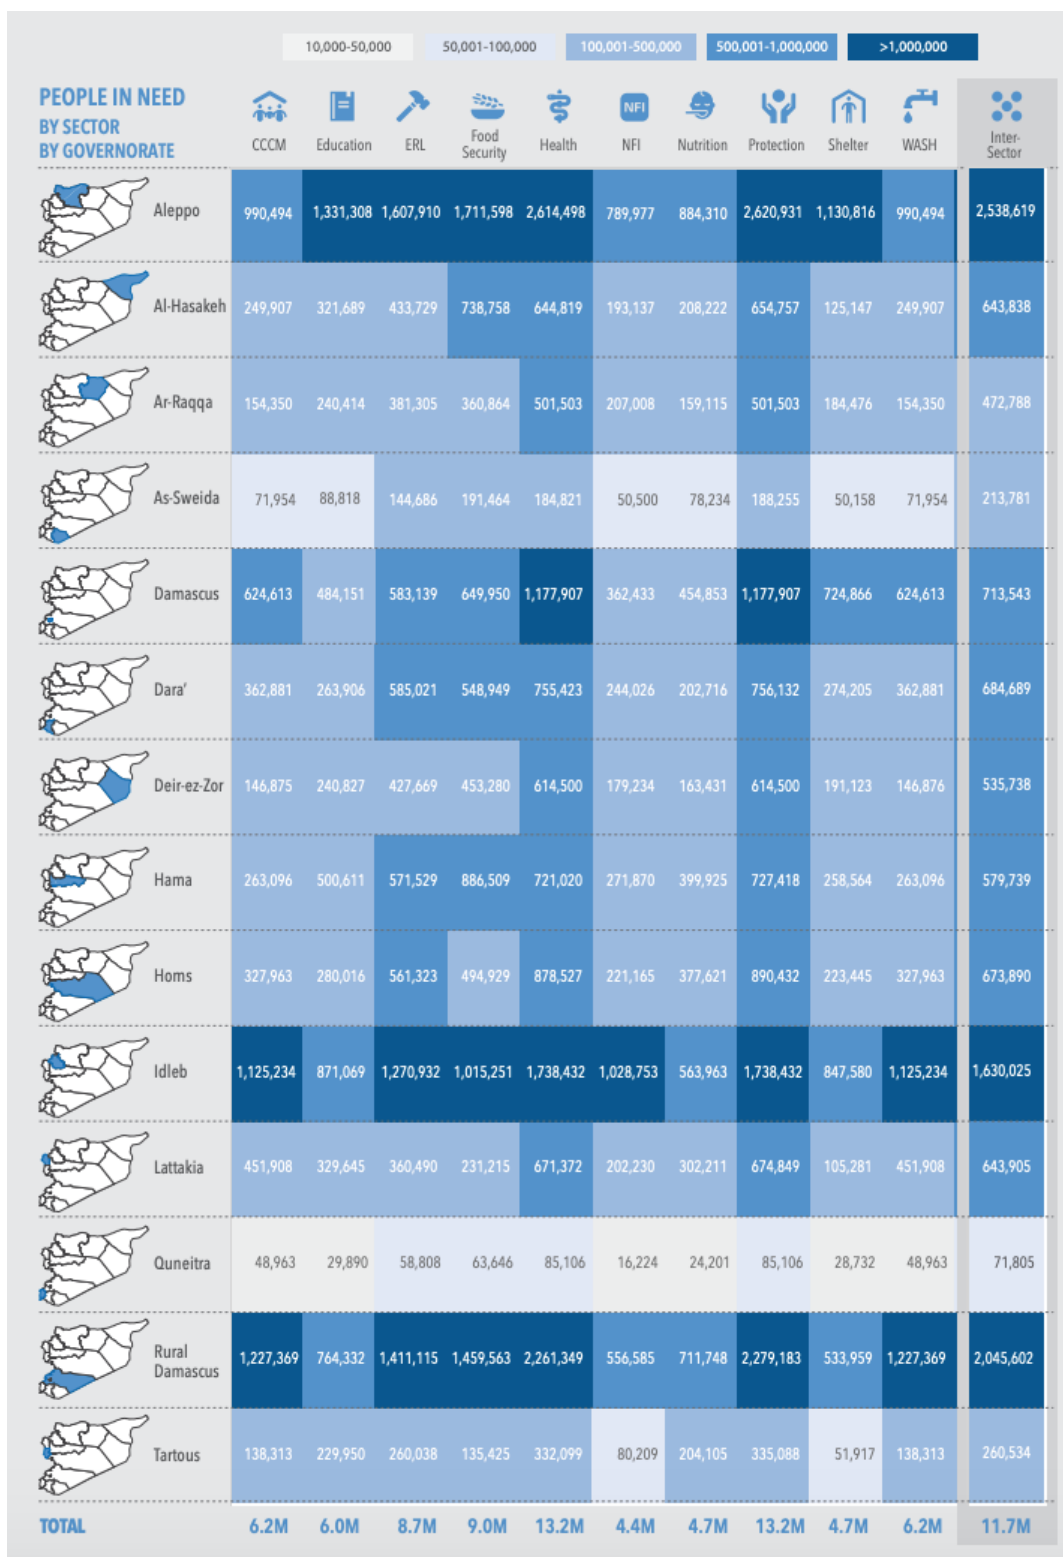 10,000-50,000 50,001-100,000 100,001-500,000 500,001-1,000,000 >1,000,000
PEOPLE IN NEED
BY SECTOR
BY GOVERNORATE
CCCM Education ERL Food Security Health NFI NFI Nutrition Protection Shelter WASH Inter-Sector
Aleppo 990,494 1,331,308 1,607,910 1,711,598 2,614,498 789,977 884,310 2,620,931 1,130,816 990,494 2,538,619
Al-Hasakeh 249,907 321,689 433,729 738,758 644,819 193,137 208,222 654,757 125,147 249,907 643,838
Ar-Raqqa 154,350 240,414 381,305 360,864 501,503 207,008 159,115 501,503 184,476 154,350 472,788
As-Sweida 71,954 88,818 144,686 191,464 184,821 50,500 78,234 188,255 50,158 71,954 213,781
Damascus 624,613 484,151 583,139 649,950 1,177,907 362,433 454,853 1,177,907 724,866 624,613 713,543
Dara’ 362,881 263,906 585,021 548,949 755,423 244,026 202,716 756,132 274,205 362,881 684,689
Deir-ez-Zor 146,875 240,827 427,669 453,280 614,500 179,234 163,431 614,500 191,123 146,876 535,738
Hama 263,096 500,611 571,529 886,509 721,020 271,870 399,925 727,418 258,564 263,096 579,739
Homs 327,963 280,016 561,323 494,929 878,527 221,165 377,621 890,432 223,445 327,963 673,890
Idleb 1,125,234 871,069 1,270,932 1,015,251 1,738,432 1,028,753 563,963 1,738,432 847,580 1,125,234 1,630,025
Lattakia 451,908 329,645 360,490 231,215 671,372 202,230 302,211 674,849 105,281 451,908 643,905
Quneitra 48,963 29,890 58,808 63,646 85,106 16,224 24,201 85,106 28,732 48,963 71,805
Rural Damascus 1,227,369 764,332 1,411,115 1,459,563 2,261,349 556,585 711,748 2,279,183 533,959 1,227,369 2,045,602
Tartous 138,313 229,950 260,038 135,425 332,099 80,209 204,105 335,088 51,917 138,313 260,534
TOTAL 6.2M 6.0M 8.7M 9.0M 13.2M 4.4M 4.7M 13.2M 4.7M 6.2M 11.7M